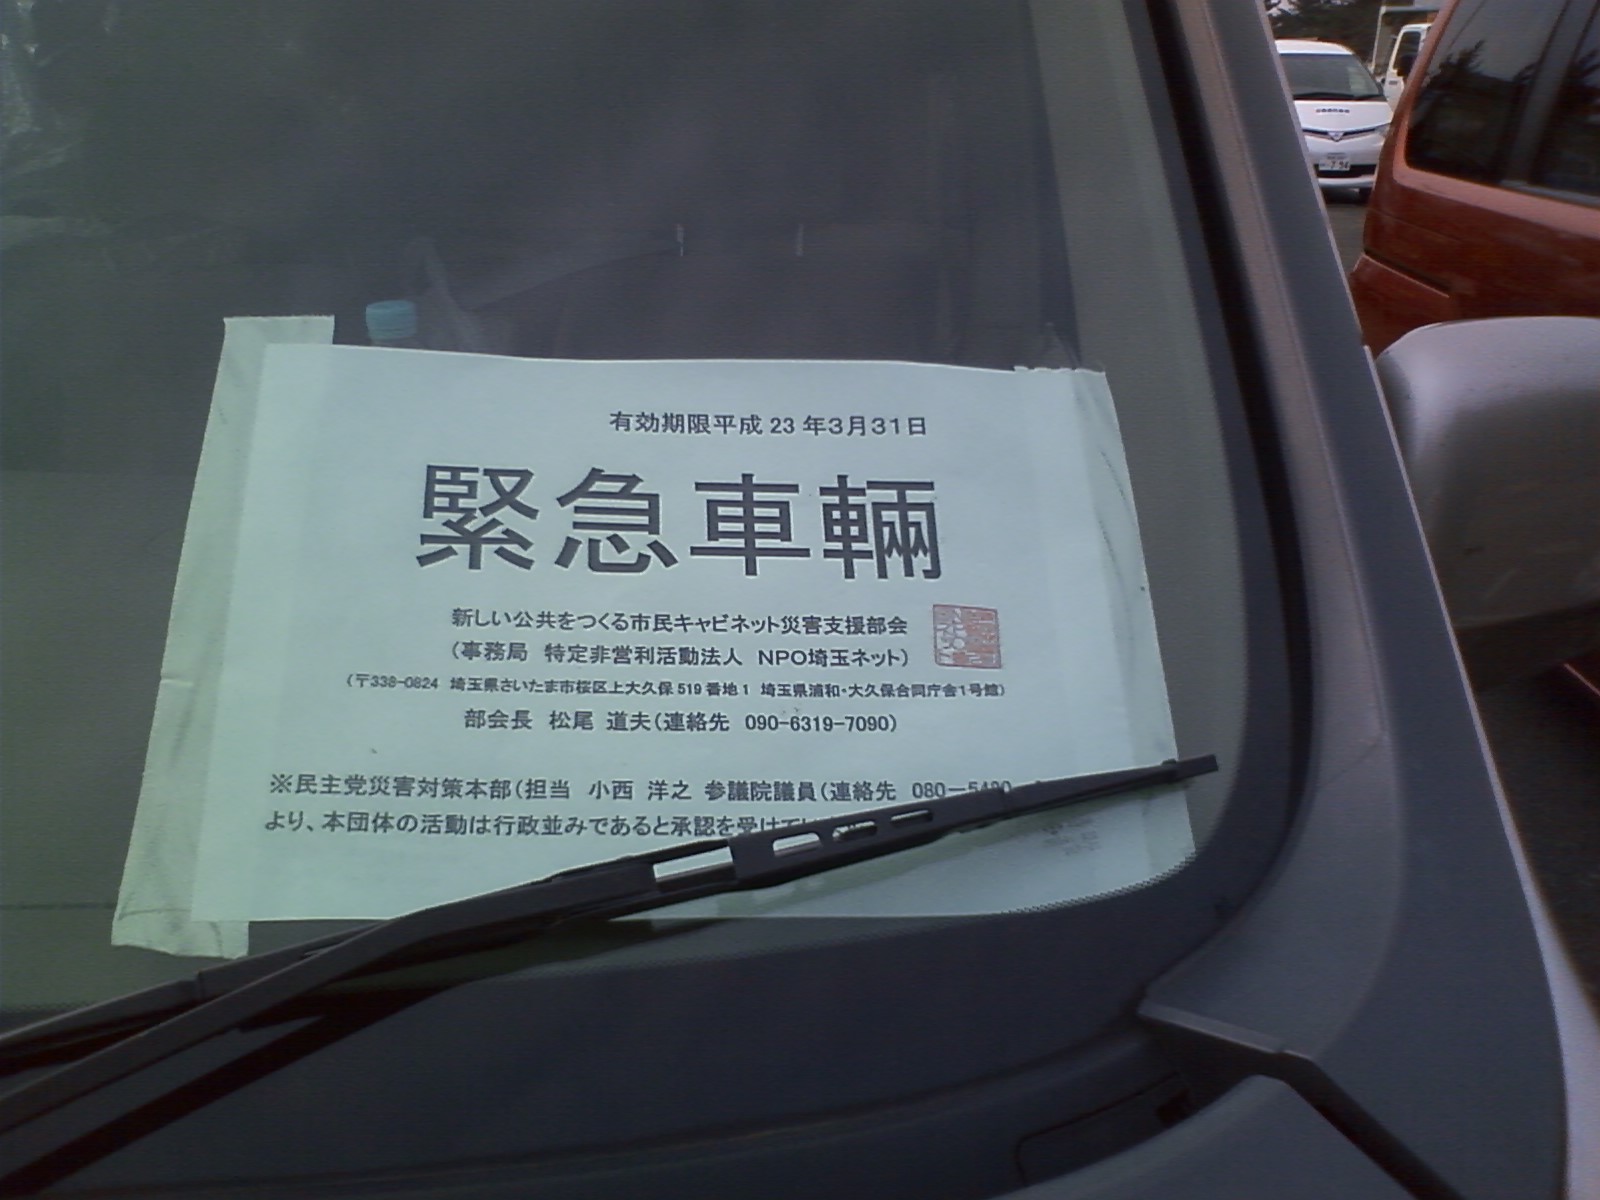 有効期限平成23年3月31日
緊急車輛
新しい公共をつくる市民キャビネット災害支援部会
(事務局 特定非営利活動法人 NPO埼玉ネット)
(〒338-0824 埼玉県さいたま市桜区上大久保519番地1 埼玉県浦和・大久保合同庁舎1号館)
部会長 松尾 道夫(連絡先 090-6319-7090)
※民主党災害対策本部(担当 小西 洋之 参議院議員(連絡先 080-5490
より、本団体の活動は行政並みであると承認を受けてい